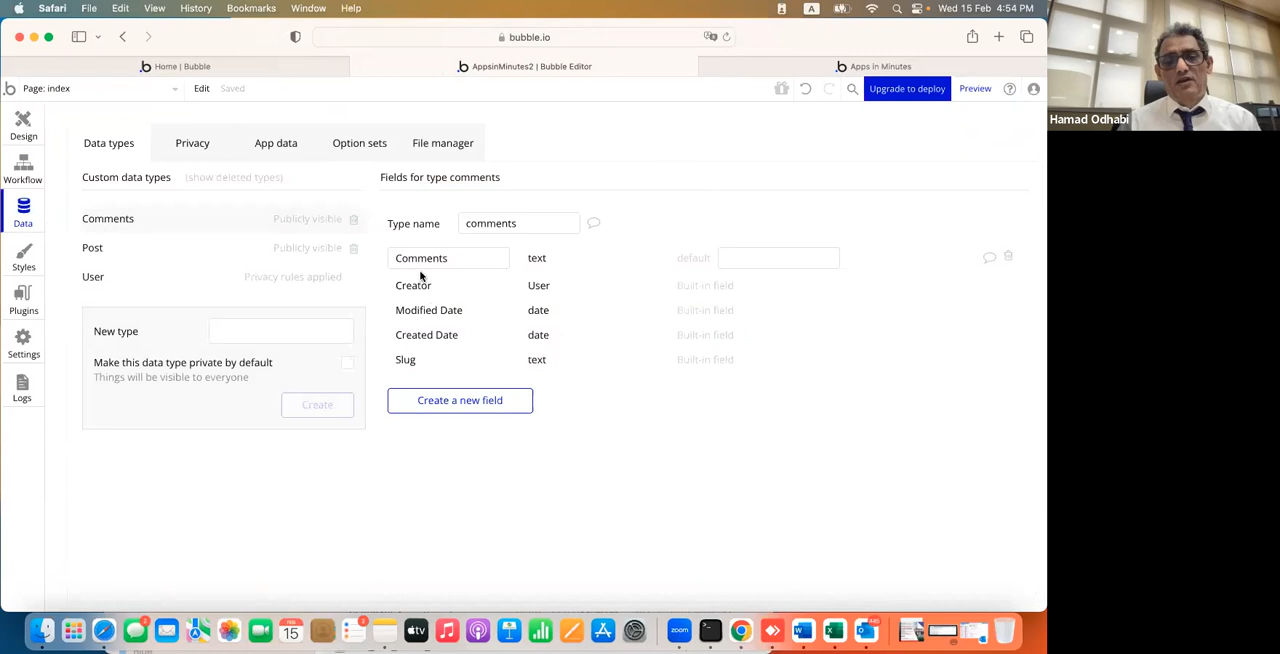 Safari File Edit View History Bookmarks Window Help
A
Wed 15 Feb 4:54 PM
bubble.io
Home | Bubble
AppsinMinutes2 | Bubble Editor
Apps in Minutes
Page: index
Edit
Saved
Upgrade to deploy
Preview
Design
Workflow
Data
Styles
Plugins
Settings
Logs
Data types
Privacy
App data
Option sets
File manager
Custom data types
(show deleted types)
Comments
Publicly visible
Post
Publicly visible
User
Privacy rules applied
New type
Make this data type private by default
Things will be visible to everyone
Create
Fields for type comments
Type name
comments
Comments
text
default
Creator
User
Built-in field
Modified Date
date
Built-in field
Created Date
date
Built-in field
Slug
text
Built-in field
Create a new field
Hamad Odhabi
2
FEB
15
2
tv
zoom